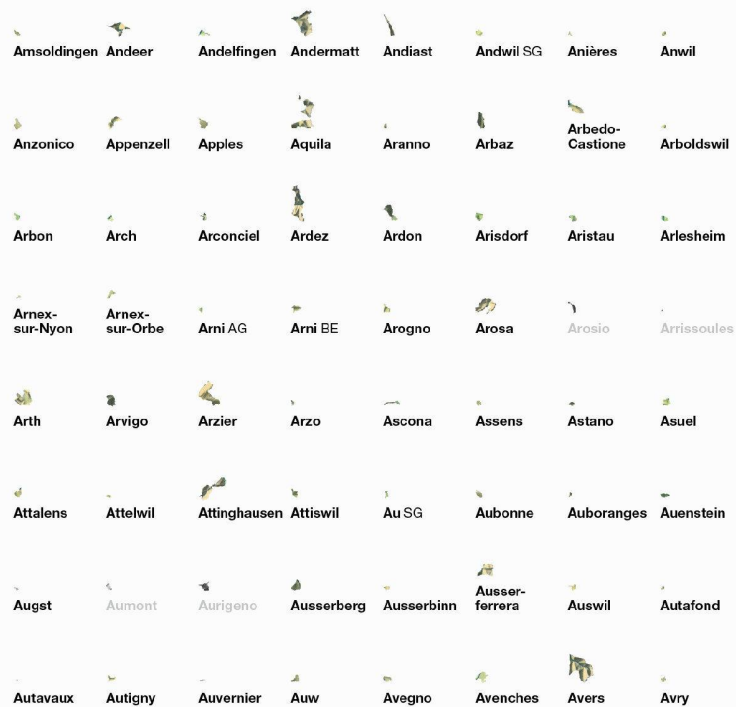 Amsoldingen Andeer Andelfingen Andermatt Andiast Andwil SG Anières Anwil
Anzonico Appenzell Apples Aquila Aranno Arbaz Arbedo-
Castione Arboldswil
Arbon Arch Arconciel Ardez Ardon Arisdorf Aristau Arlesheim
Arnex-
sur-Nyon Arnex-
sur-Orbe Arni AG Arni BE Arogno Arosa Arosio Arrissoules
Arth Arvigo Arzier Arzo Ascona Assens Astano Asuel
Attalens Attelwil Attinghausen Attiswil Au SG Aubonne Auboranges Auenstein
Augst Aumont Aurigeno Ausserberg Ausserbinn Ausser-
ferrera Auswil Autafond
Autavaux Autigny Auvernier Auw Avegno Avenches Avers Avry